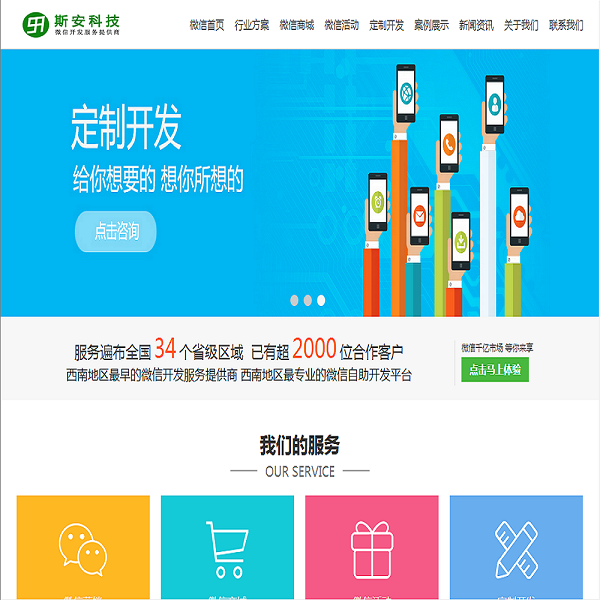 斯安科技
微信开发服务提供商
微信首页 行业方案 微信商城 微信活动 定制开发 案例展示 新闻资讯 关于我们 联系我们
定制开发
给你想要的 想你所想的
点击咨询
服务遍布全国 34 个省级区域 已有超 2000 位合作客户
西南地区最早的微信开发服务提供商 西南地区最专业的微信自助开发平台
微信千亿市场 等你来享
点击马上体验
我们的服务
OUR SERVICE